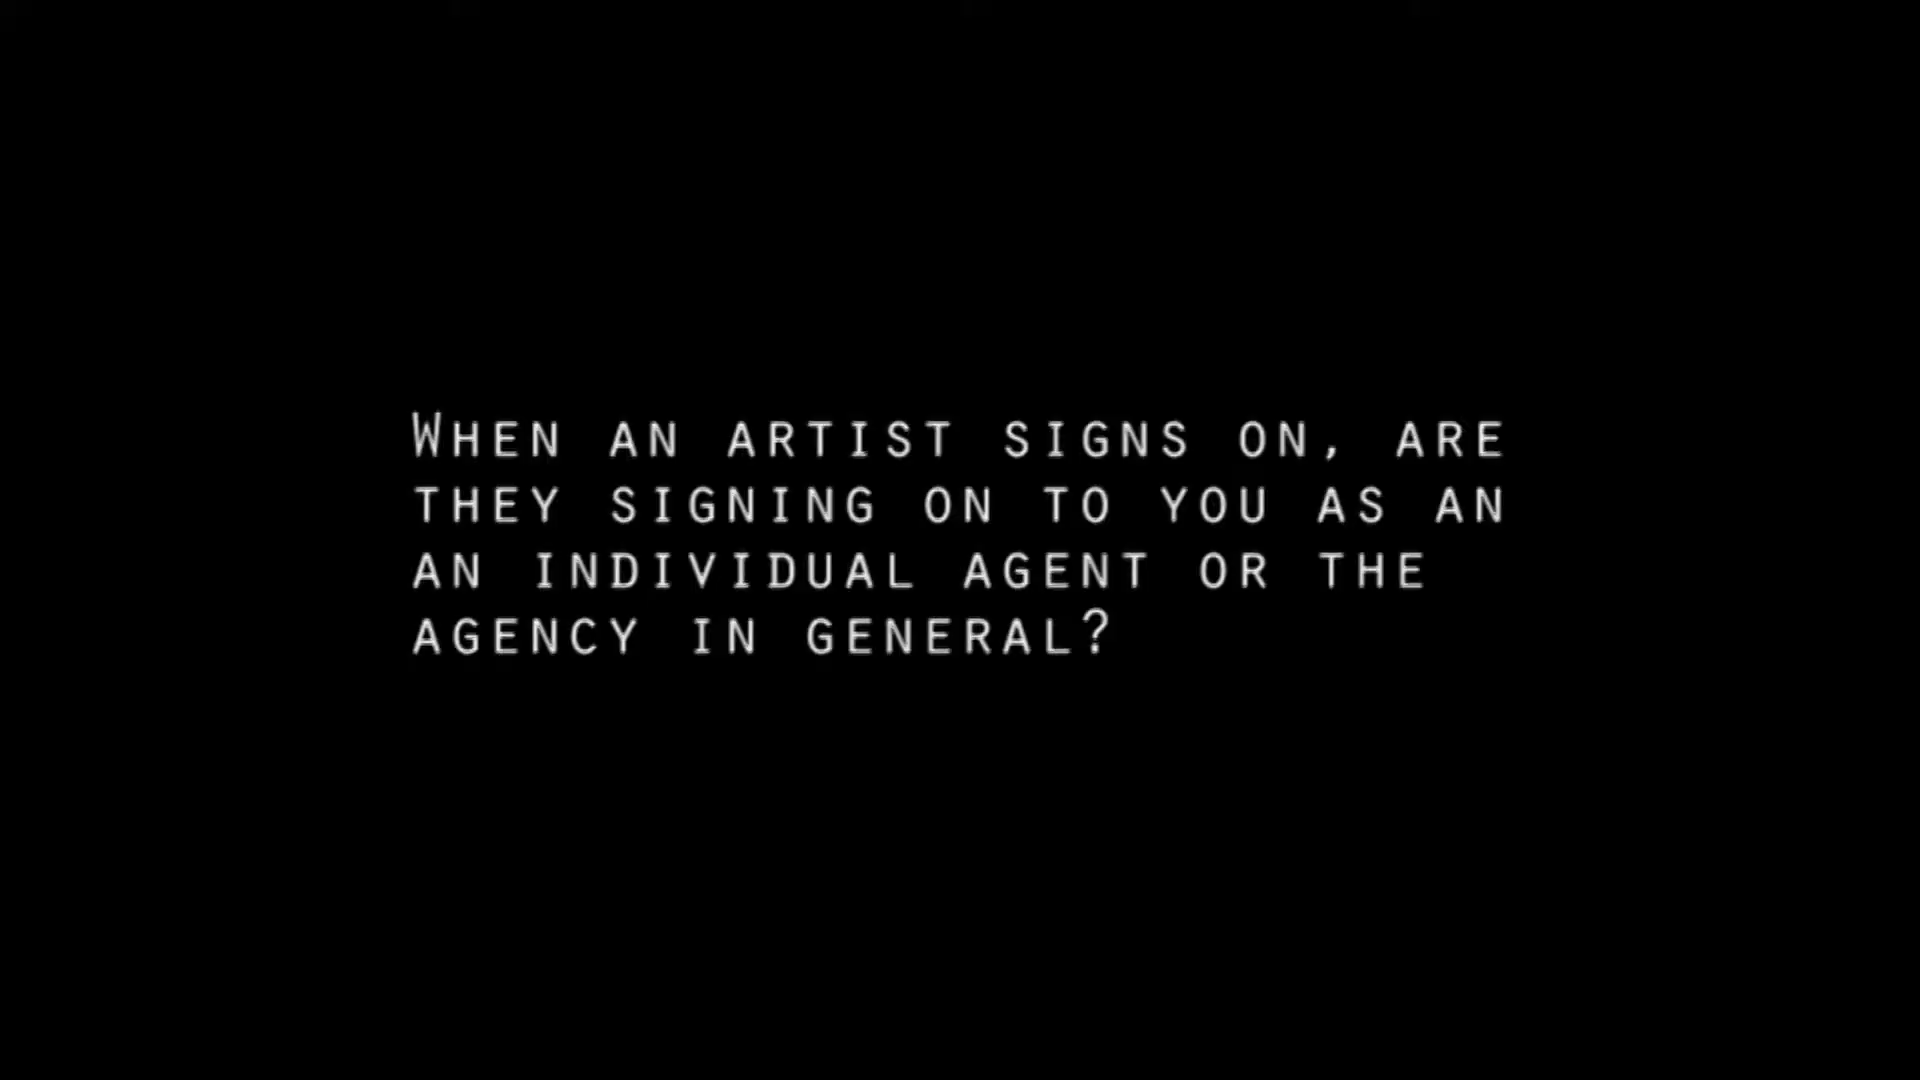 When an artist signs on, are
they signing on to you as an
an individual agent or the
agency in general?